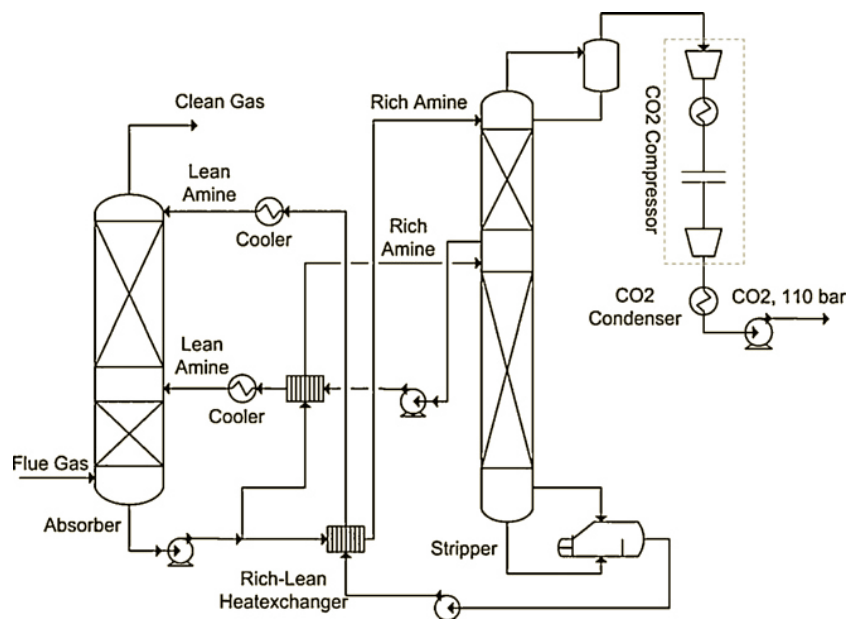 Clean Gas
Rich Amine
CO2 Compressor
Lean
Amine
Cooler
Rich
Amine
CO2
Condenser
CO2, 110 bar
Lean
Amine
Cooler
Flue Gas
Absorber
Stripper
Rich-Lean
Heatexchanger